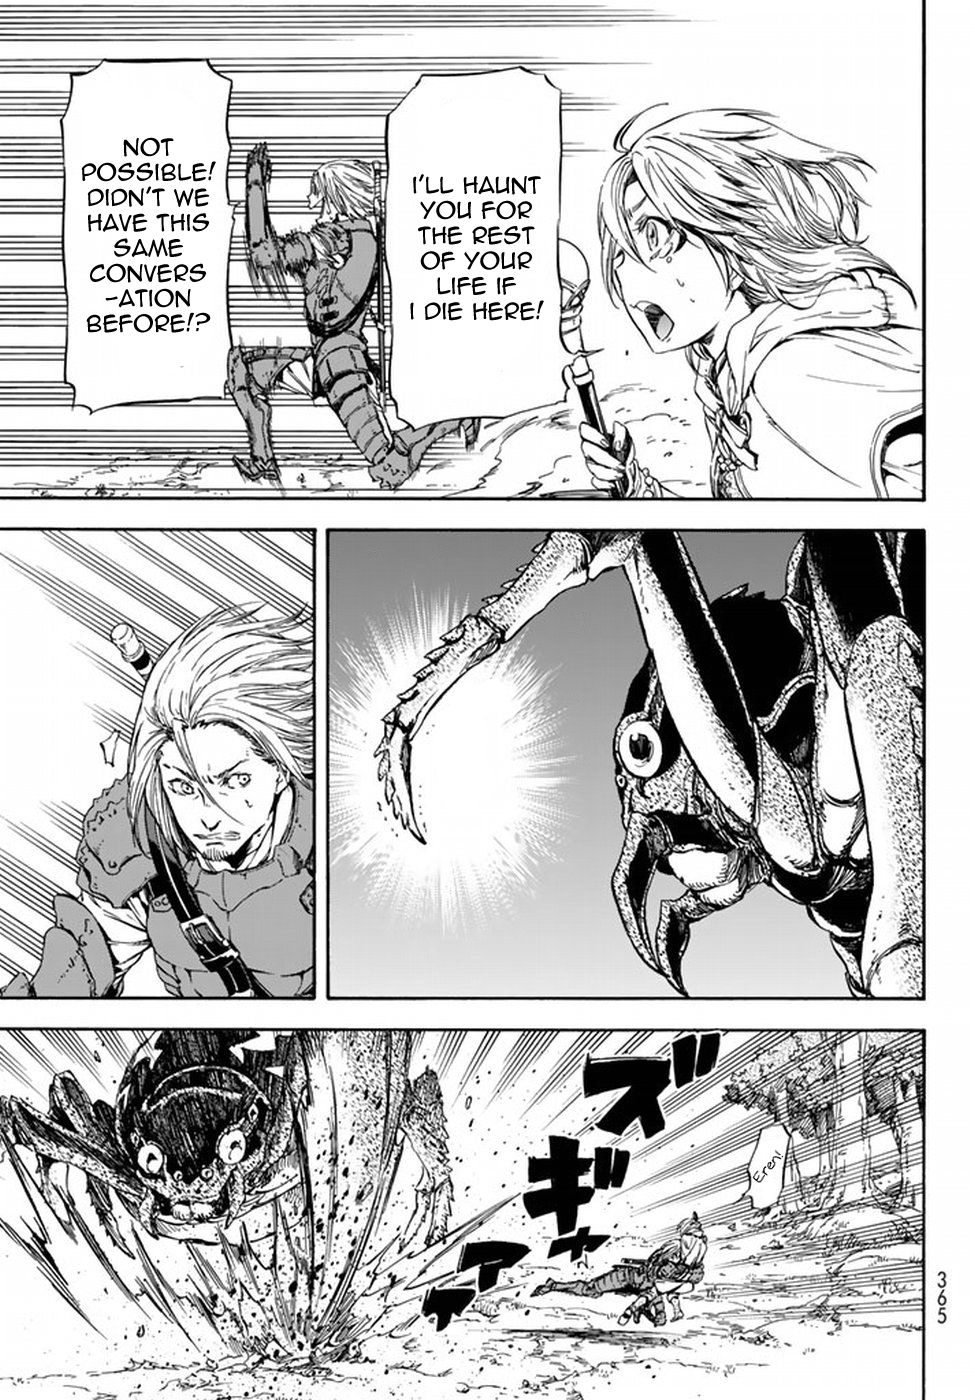 I'LL HAUNT
YOU FOR
THE REST
OF YOUR
LIFE IF
I DIE HERE!
NOT
POSSIBLE!
DIDN'T WE
HAVE THIS
SAME
CONVERS
-ATION
BEFORE!?
Eren!
ズギャァ
365